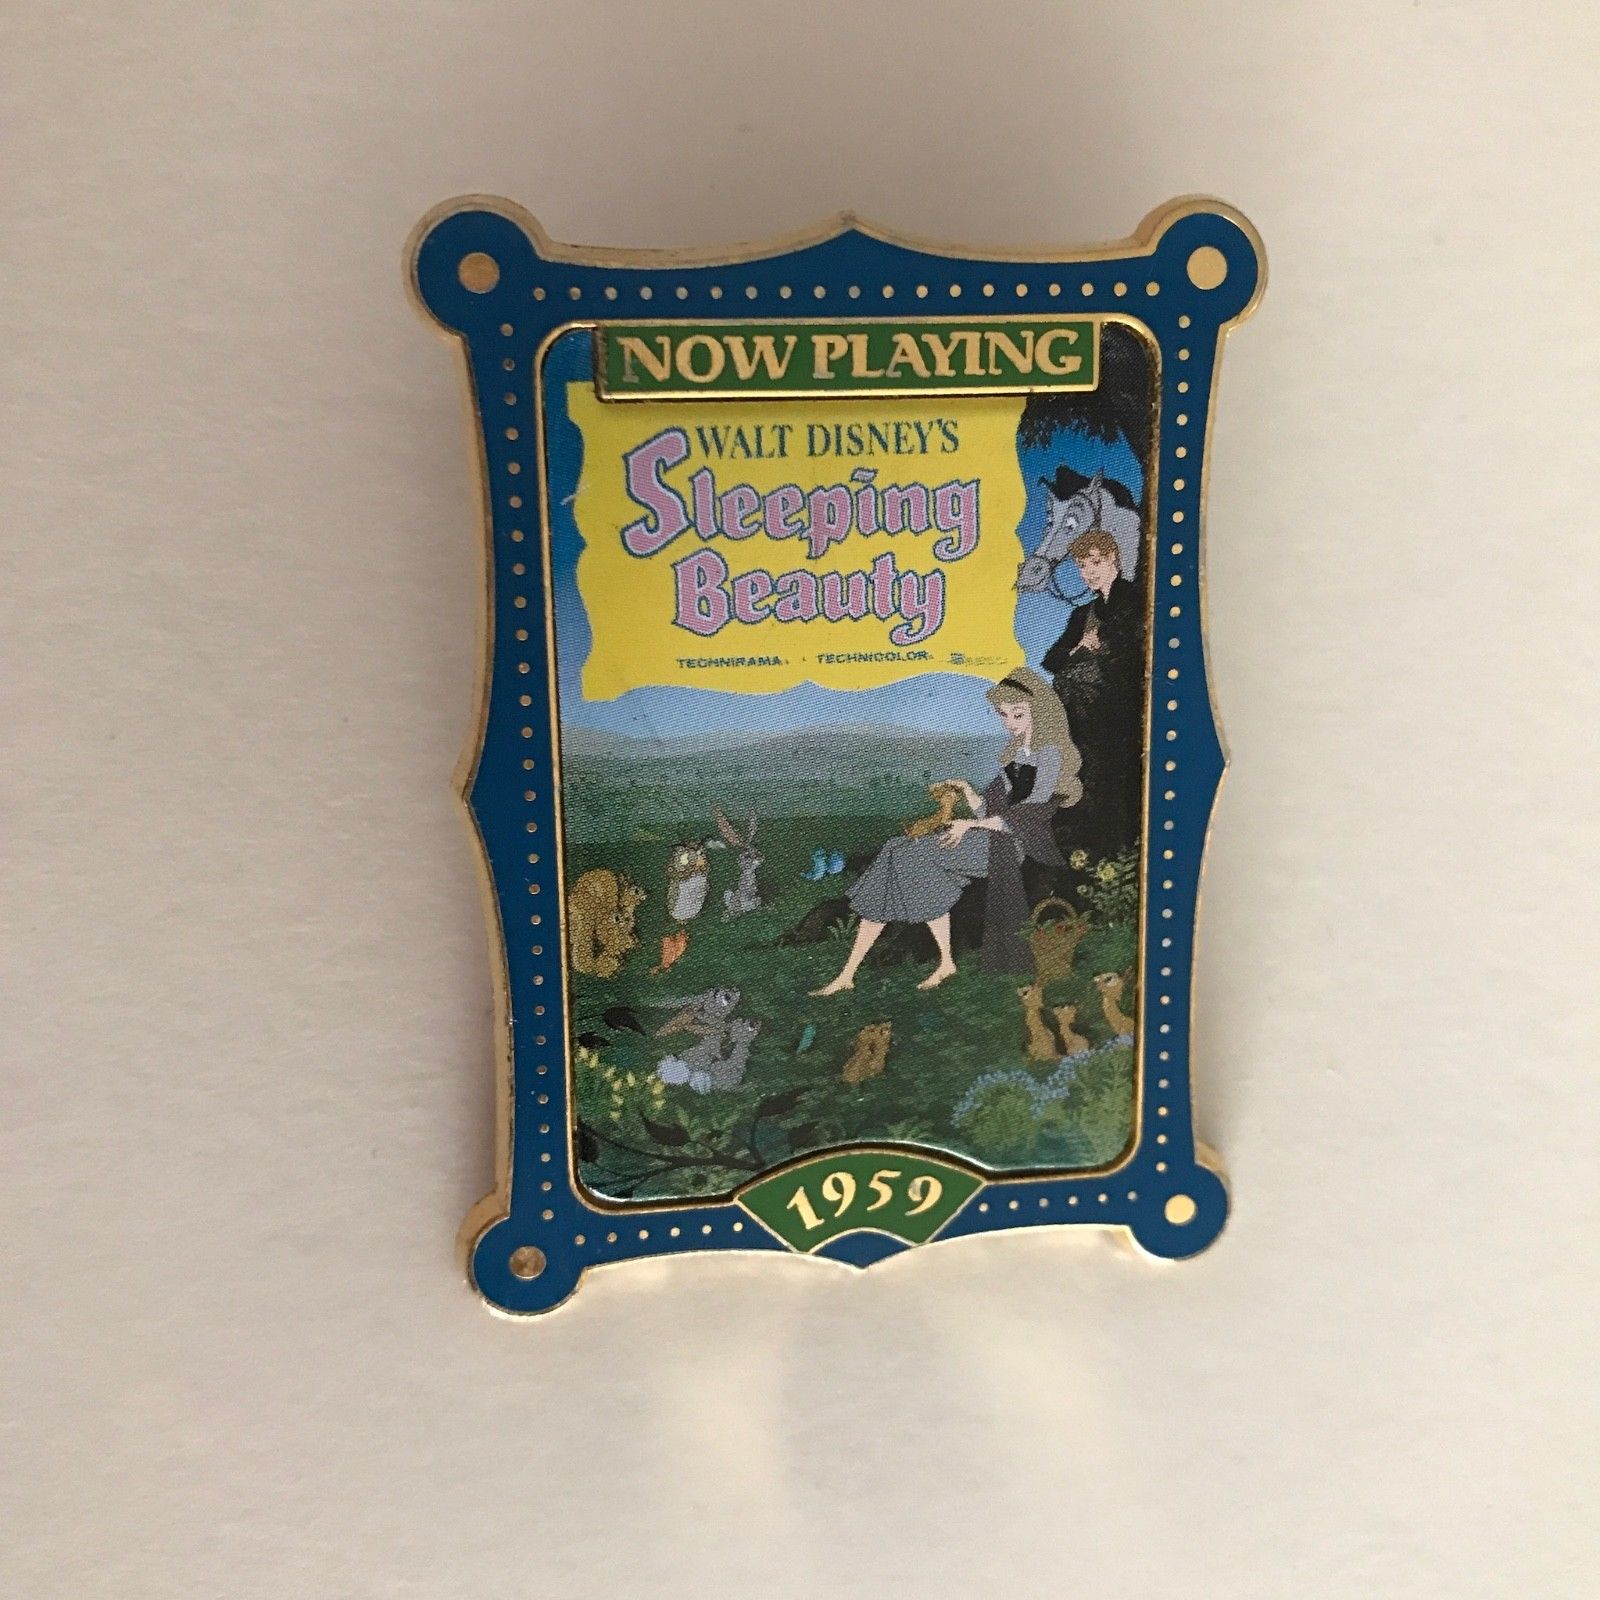 NOW PLAYING
WALT DISNEY'S
Sleeping
Beauty
TECHNIRAMA TECHNICOLOR
1959